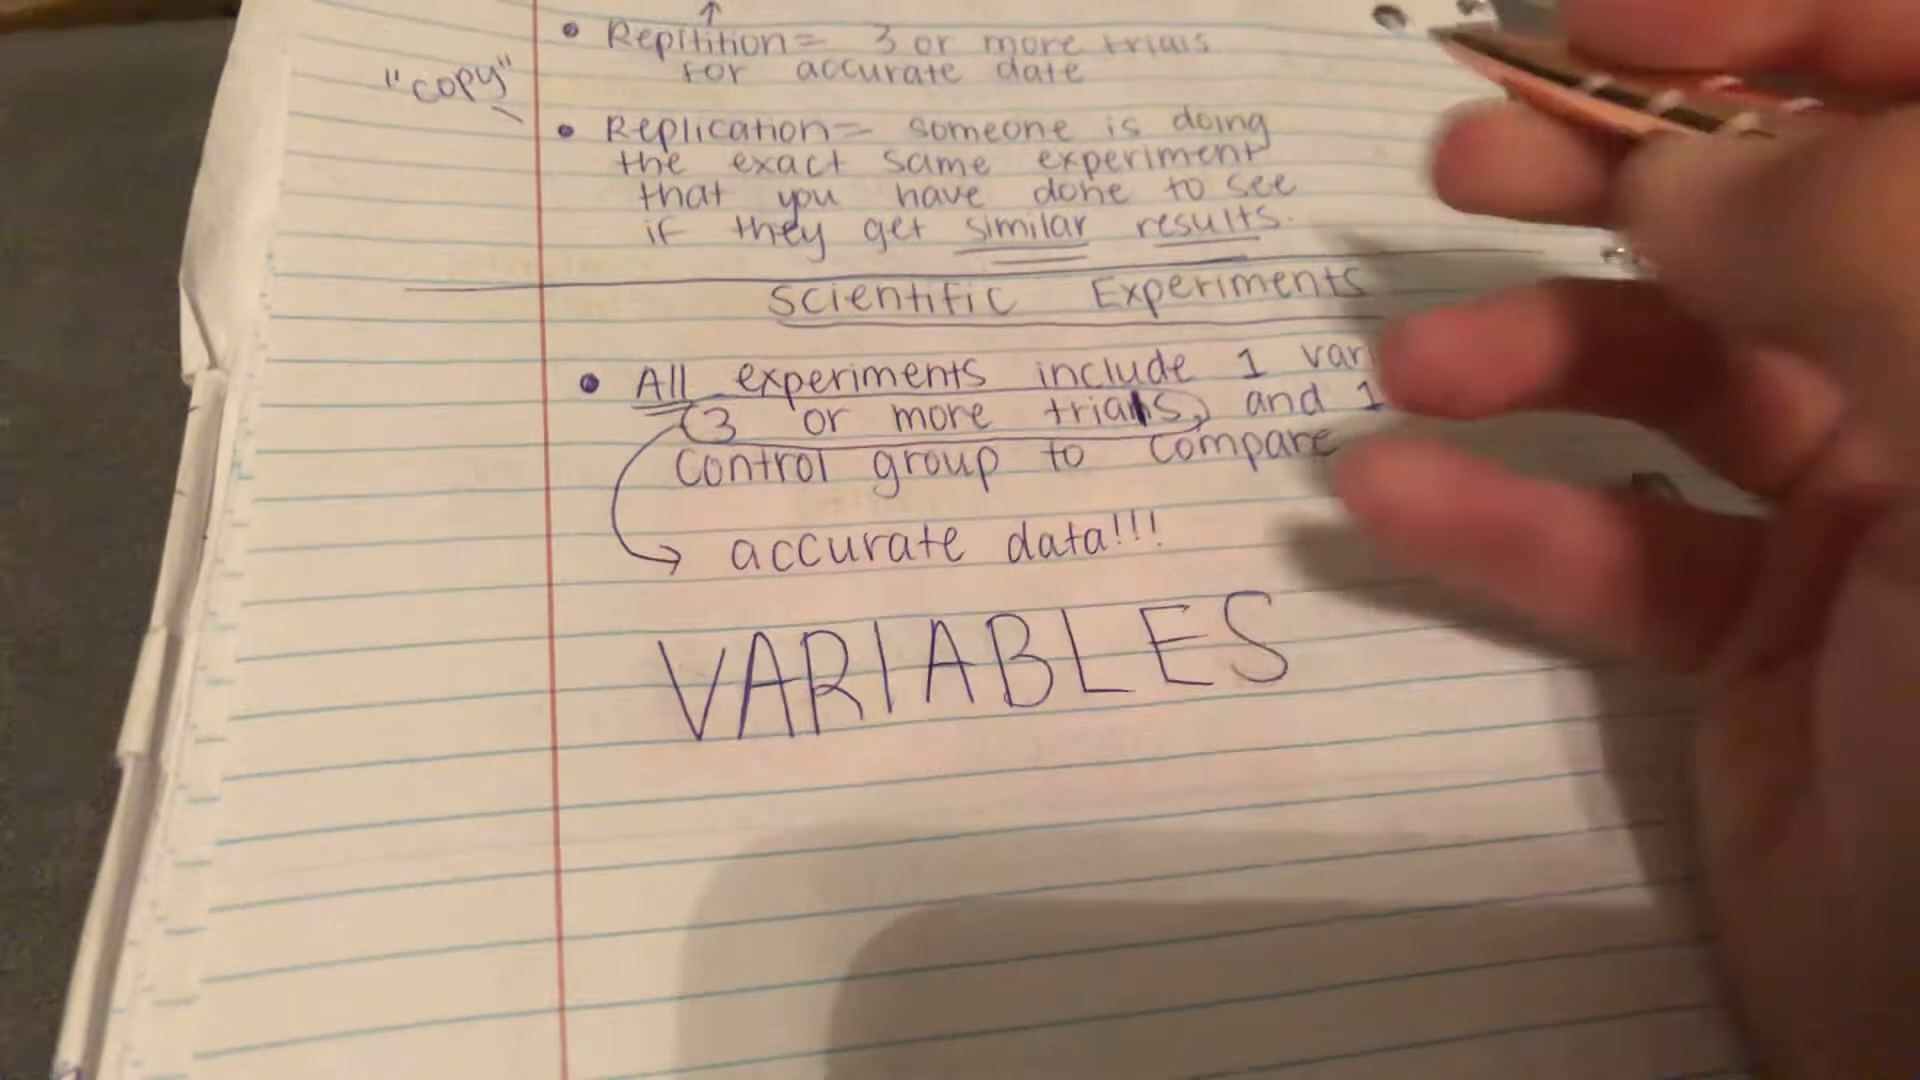 • Repitition = 3 or more trials
for accurate date
"copy"
• Replication = someone is doing
the exact same experiment
that you have done to see
if they get similar results.
Scientific Experiments
• All experiments include 1
3 or more trials, and 1
control group to compare
→ accurate data!!!
VARIABLES